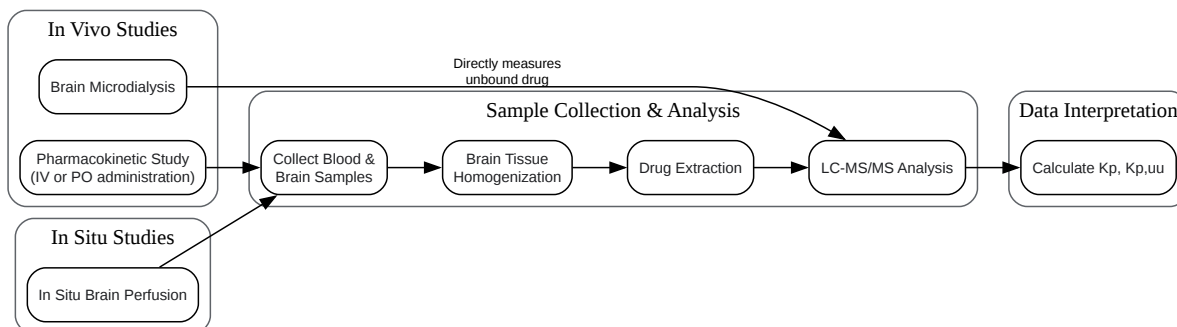 In Vivo Studies
Brain Microdialysis
Directly measures
unbound drug
Pharmacokinetic Study
(IV or PO administration)
Sample Collection & Analysis
Collect Blood &
Brain Samples
Brain Tissue
Homogenization
Drug Extraction
LC-MS/MS Analysis
Data Interpretation
Calculate Kp, Kp,uu
In Situ Studies
In Situ Brain Perfusion